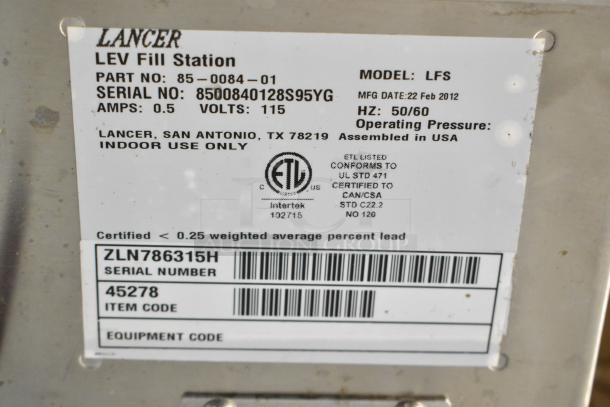 LANCER
LEV Fill Station
PART NO: 85-0084-01 MODEL: LFS
SERIAL NO: 8500840128S95YG MFG DATE:22 Feb 2012
AMPS: 0.5 VOLTS: 115 HZ: 50/60
Operating Pressure:
LANCER, SAN ANTONIO, TX 78219 Assembled in USA
INDOOR USE ONLY
C ETL US
Intertek
102715
ETL LISTED
CONFORMS TO
UL STD 471
CERTIFIED TO
CAN/CSA
STD C22.2
NO 120
Certified < 0.25 weighted average percent lead
AUCTION GROUP
ZLN786315H
SERIAL NUMBER
45278
ITEM CODE
EQUIPMENT CODE